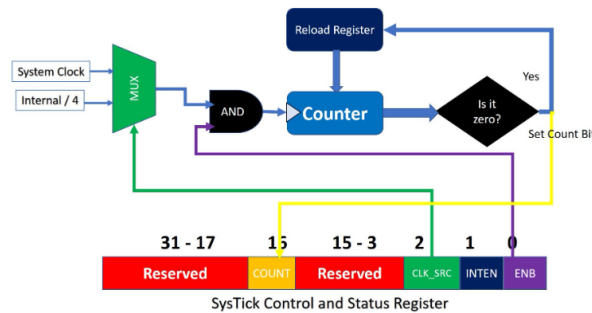 Reload Register
System Clock
Internal / 4
MUX
AND
Counter
Is it
zero?
Yes
Set Count Bit
31 - 17
16
15 - 3
2
1
0
Reserved
COUNT
Reserved
CLK_SRC
INTEN
ENB
SysTick Control and Status Register